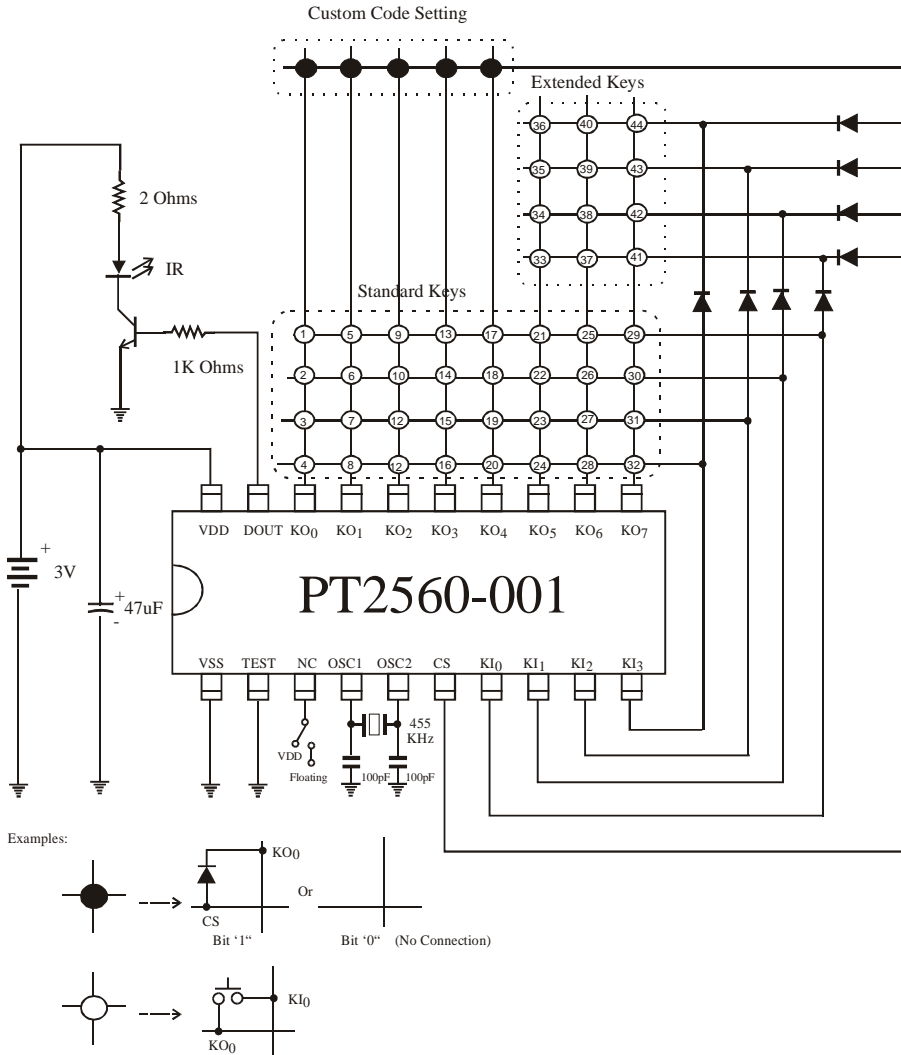 Custom Code Setting
Extended Keys
36 40 44
35 39 43
2 Ohms
34 38 42
33 37 41
IR
Standard Keys
1 5 9 13 17 21 25 29
1K Ohms
2 6 10 14 18 22 26 30
3 7 12 15 19 23 27 31
4 8 12 16 20 24 28 32
VDD DOUT KO0 KO1 KO2 KO3 KO4 KO5 KO6 KO7
+
3V
PT2560-001
+
47uF
-
VSS TEST NC OSC1 OSC2 CS KI0 KI1 KI2 KI3
455
KHz
VDD
Floating
100pF 100pF
Examples:
KO0
Or
CS
Bit ‘1“ Bit ‘0“ (No Connection)
KI0
KO0